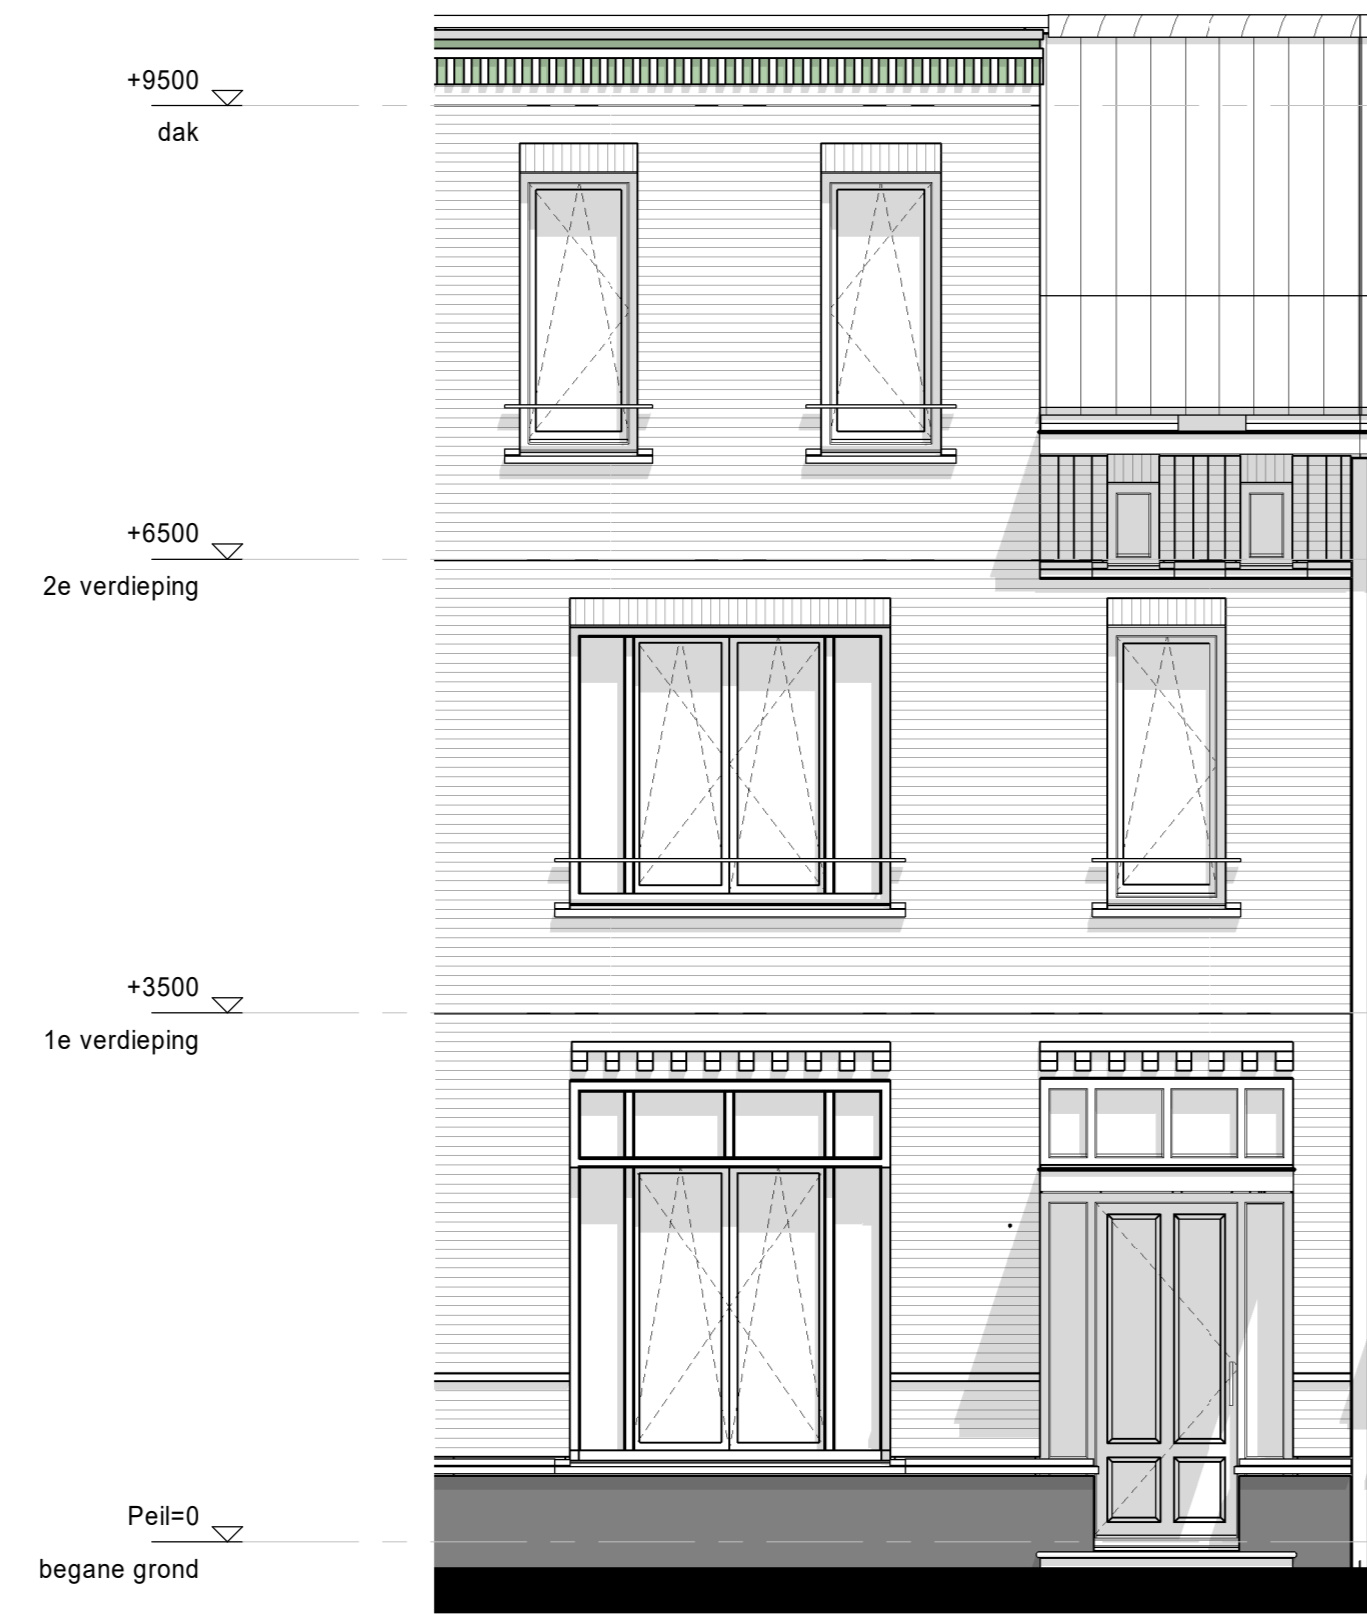 +9500
dak
+6500
2e verdieping
+3500
1e verdieping
Peil=0
begane grond